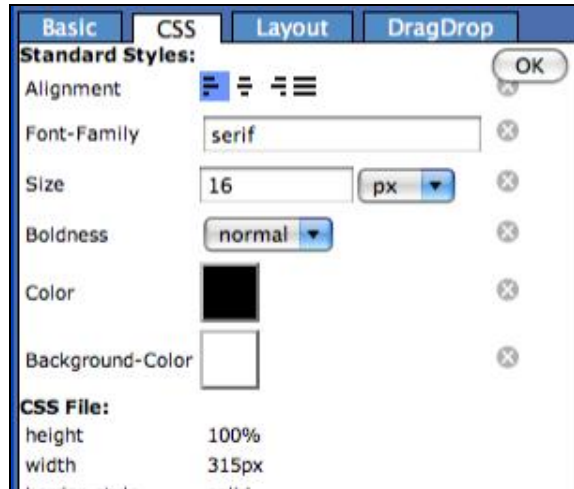 Basic CSS Layout DragDrop
Standard Styles:
OK
Alignment
Font-Family serif
Size 16 px
Boldness normal
Color
Background-Color
CSS File:
height 100%
width 315px